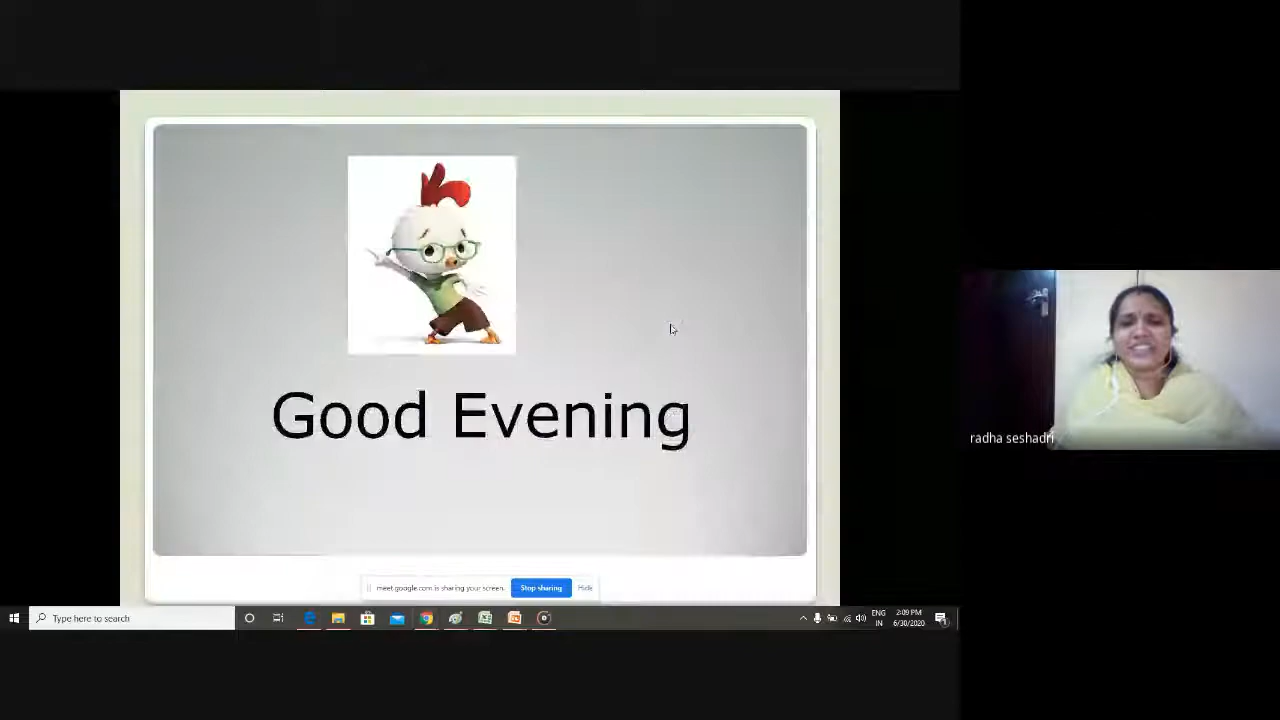 Good Evening
radha seshadri
meet.google.com is sharing your screen.
Stop sharing
Hide
Type here to search
ENG
IN
2:09 PM
6/30/2020